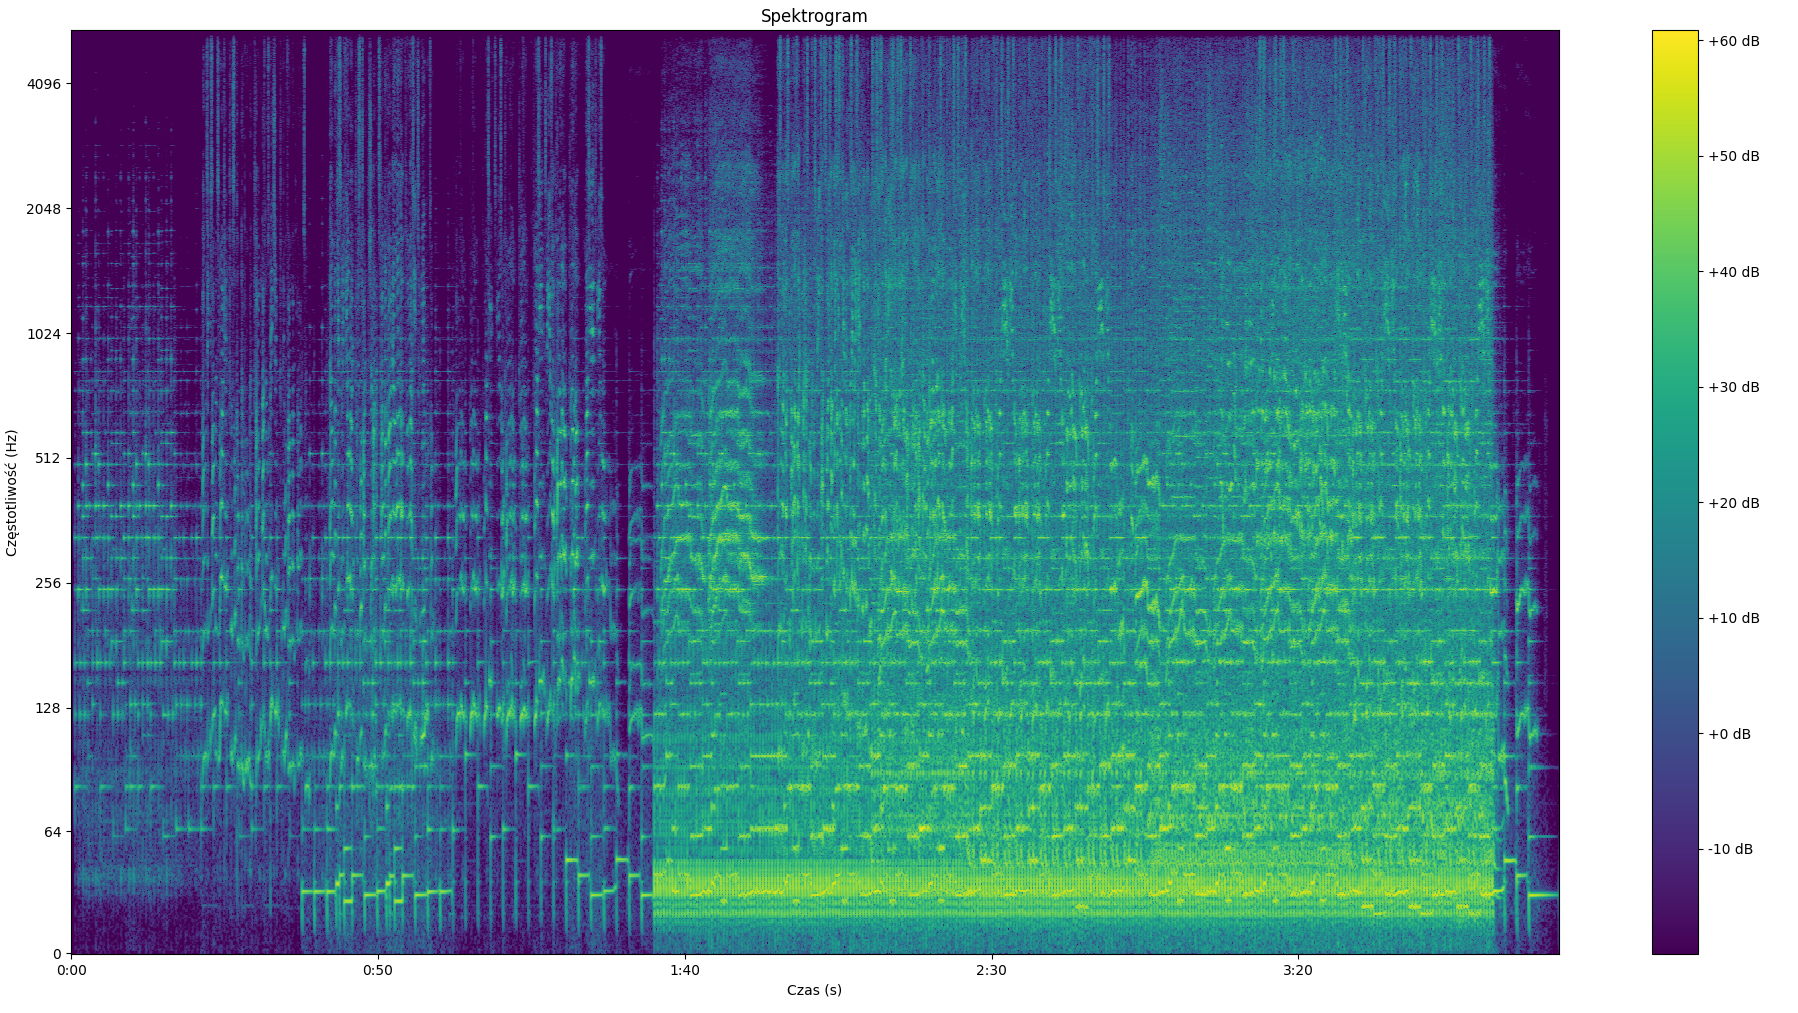 Spektrogram
+60 dB
4096
+50 dB
2048
+40 dB
1024
+30 dB
512
+20 dB
256
+10 dB
128
+0 dB
64
-10 dB
0
0:00 0:50 1:40 2:30 3:20
Częstotliwość (Hz)
Czas (s)